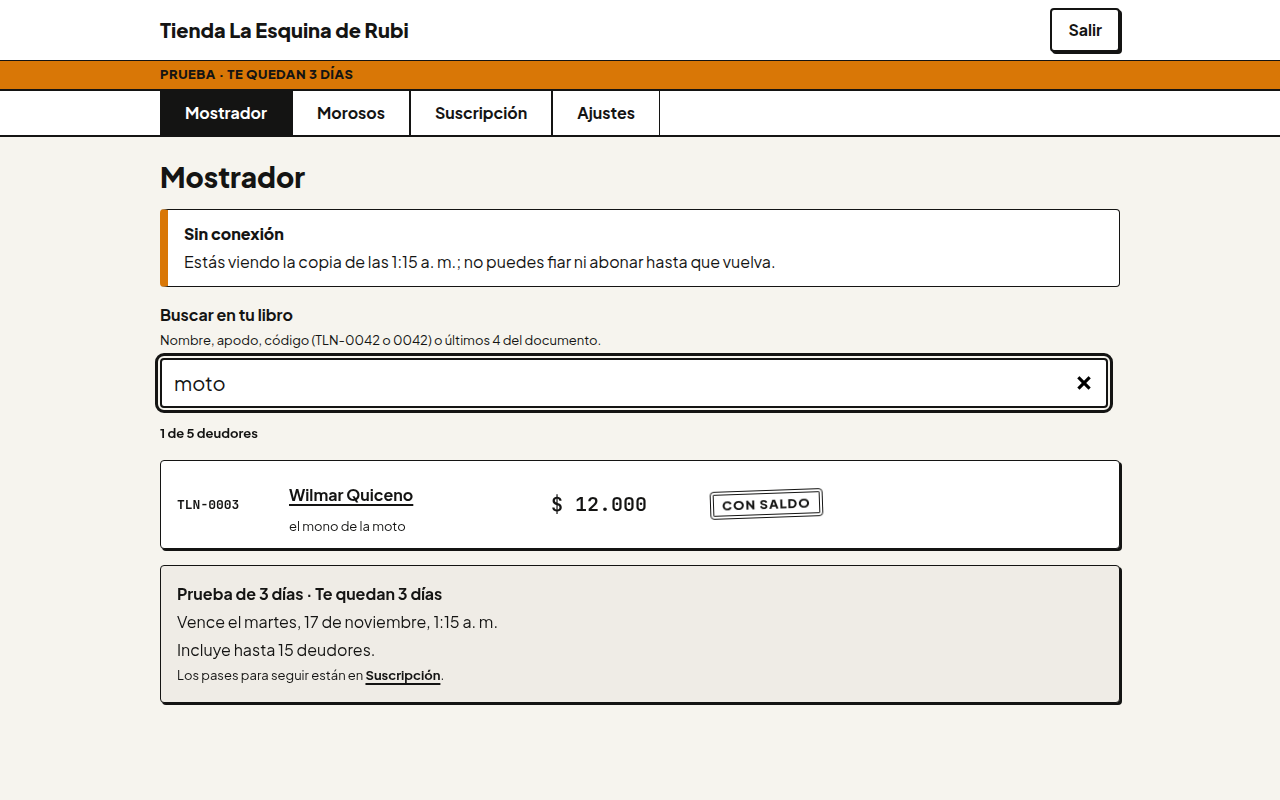 Tienda La Esquina de Rubi
Salir
PRUEBA · TE QUEDAN 3 DÍAS
Mostrador
Morosos
Suscripción
Ajustes
Mostrador
Sin conexión
Estás viendo la copia de las 1:15 a. m.; no puedes fiar ni abonar hasta que vuelva.
Buscar en tu libro
Nombre, apodo, código (TLN-0042 o 0042) o últimos 4 del documento.
moto
1 de 5 deudores
TLN-0003
Wilmar Quiceno
el mono de la moto
$ 12.000
CON SALDO
Prueba de 3 días · Te quedan 3 días
Vence el martes, 17 de noviembre, 1:15 a. m.
Incluye hasta 15 deudores.
Los pases para seguir están en Suscripción.